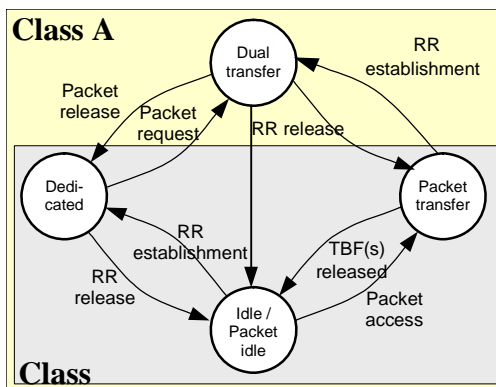 Class A
Dual
transfer
RR
establishment
Packet
release
Packet
request
RR release
Dedi-
cated
Packet
transfer
RR
establishment
TBF(s)
released
RR
release
Packet
access
Idle /
Packet
idle
Class